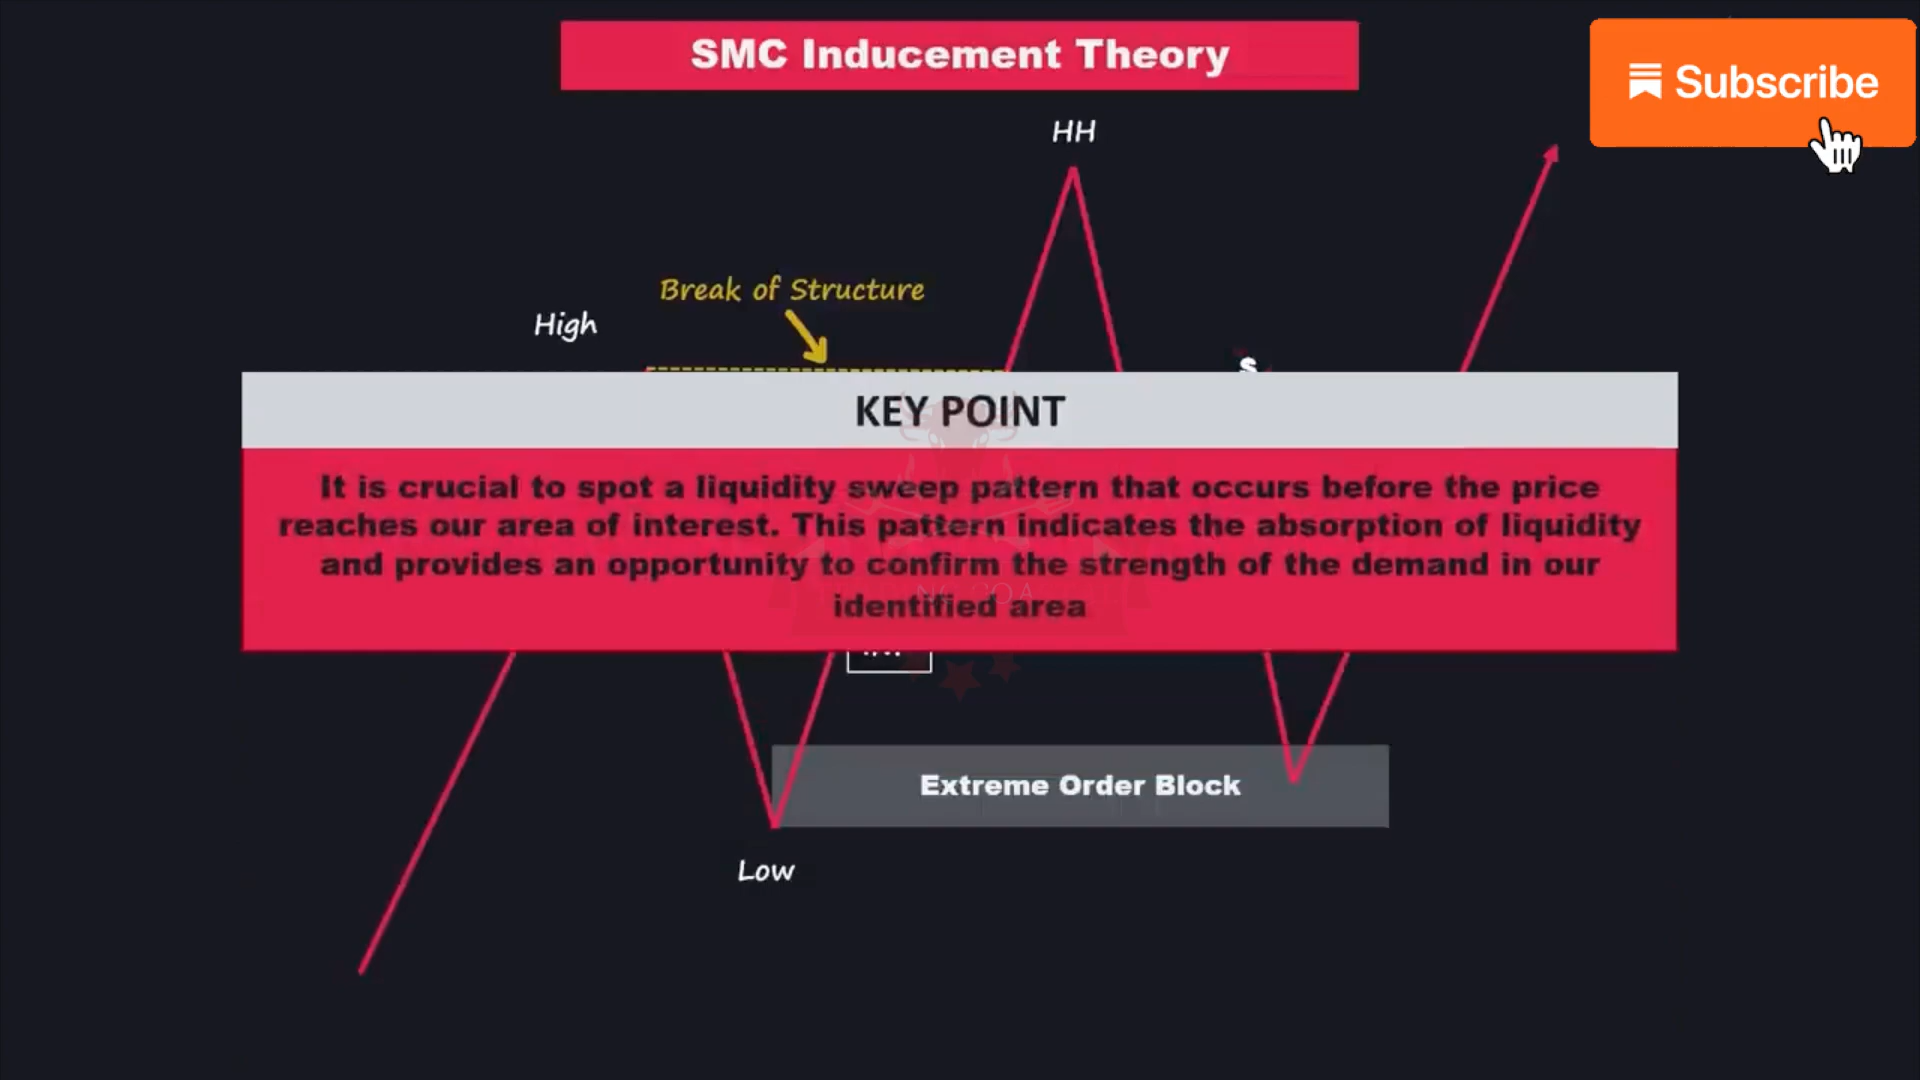 SMC Inducement Theory
Subscribe
HH
Break of Structure
High
S
KEY POINT
It is crucial to spot a liquidity sweep pattern that occurs before the price
reaches our area of interest. This pattern indicates the absorption of liquidity
and provides an opportunity to confirm the strength of the demand in our
identified area
Extreme Order Block
Low